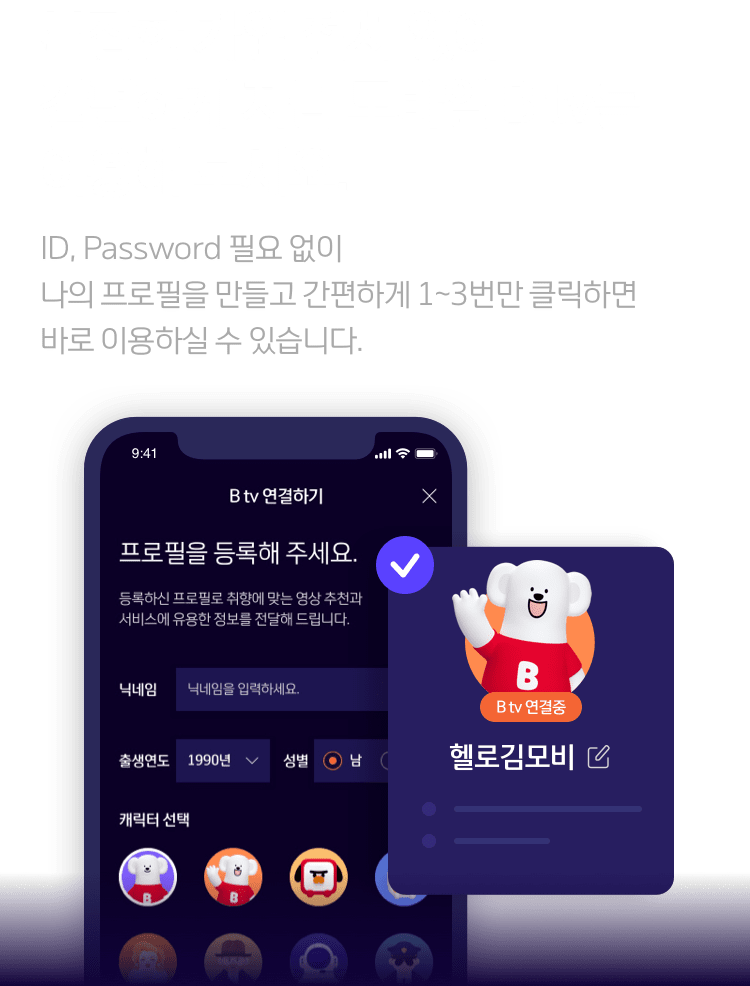 ID, Password 필요 없이
나의 프로필을 만들고 간편하게 1~3번만 클릭하면
바로 이용하실 수 있습니다.
9:41
B tv 연결하기
프로필을 등록해 주세요.
등록하신 프로필로 취향에 맞는 영상 추천과
서비스에 유용한 정보를 전달해 드립니다.
닉네임 닉네임을 입력하세요.
출생연도 1990년 성별 남
캐릭터 선택
B
B
B
B tv 연결중
헬로김모비